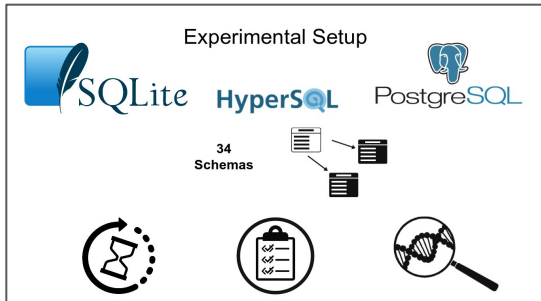 Experimental Setup
SQLite
HyperSQL
PostgreSQL
34
Schemas